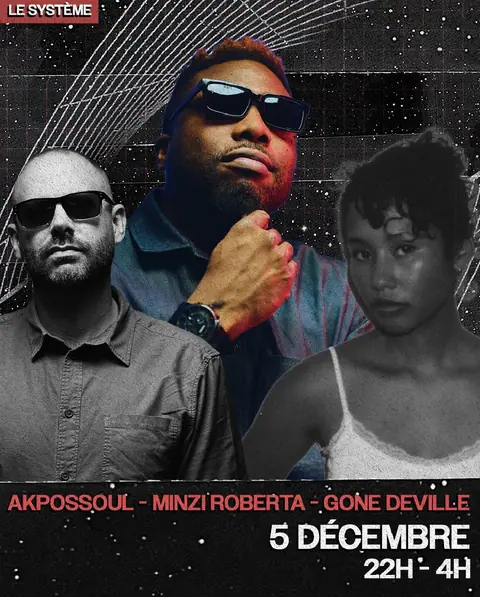 LE SYSTÈME
AKPOSSOUL - MINZI ROBERTA - GONE DEVILLE
5 DÉCEMBRE
22H - 4H